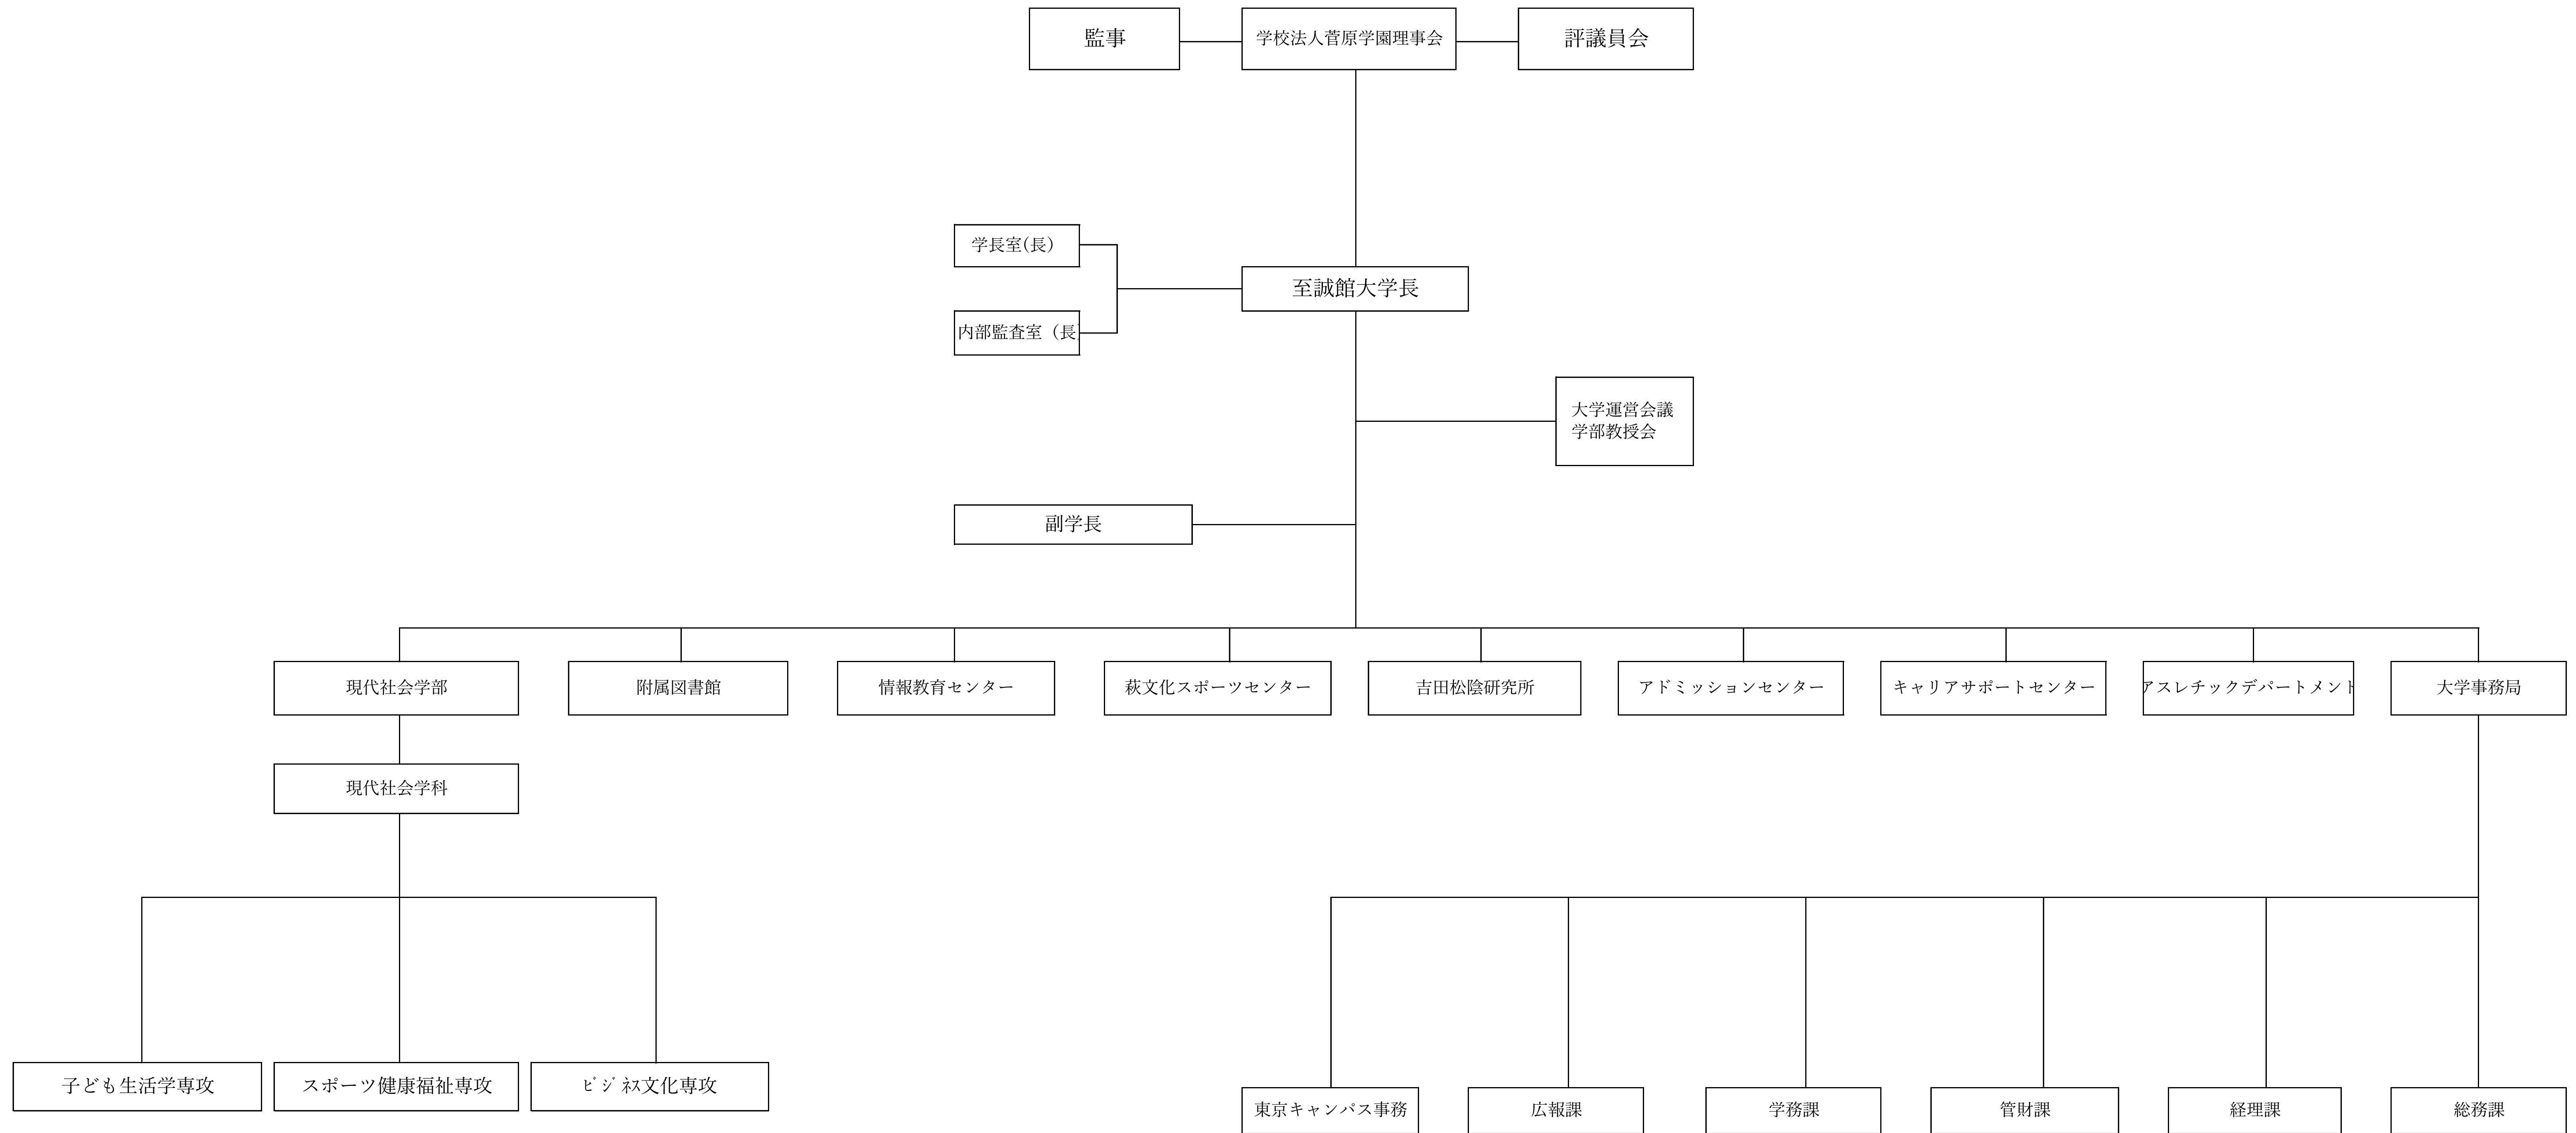 監事
学校法人菅原学園理事会
評議員会
学長室(長)
至誠館大学長
内部監査室（長）
大学運営会議
学部教授会
副学長
現代社会学部
附属図書館
情報教育センター
萩文化スポーツセンター
吉田松陰研究所
アドミッションセンター
キャリアサポートセンター
アスレチックデパートメント
大学事務局
現代社会学科
子ども生活学専攻
スポーツ健康福祉専攻
ﾋﾞｼﾞﾈｽ文化専攻
東京キャンパス事務
広報課
学務課
管財課
経理課
総務課